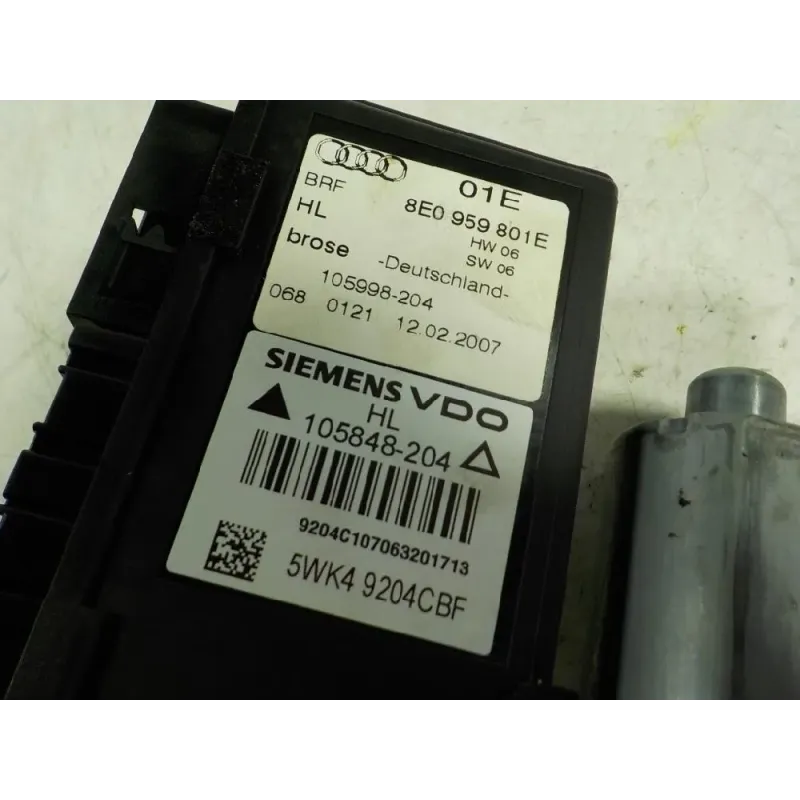 01E
BRF
8E0 959 801E
HL
HW 06
SW 06
brose -Deutschland-
105998-204
068 0121 12.02.2007
SIEMENS VDO
HL
105848-204
9204C107063201713
5WK4 9204CBF